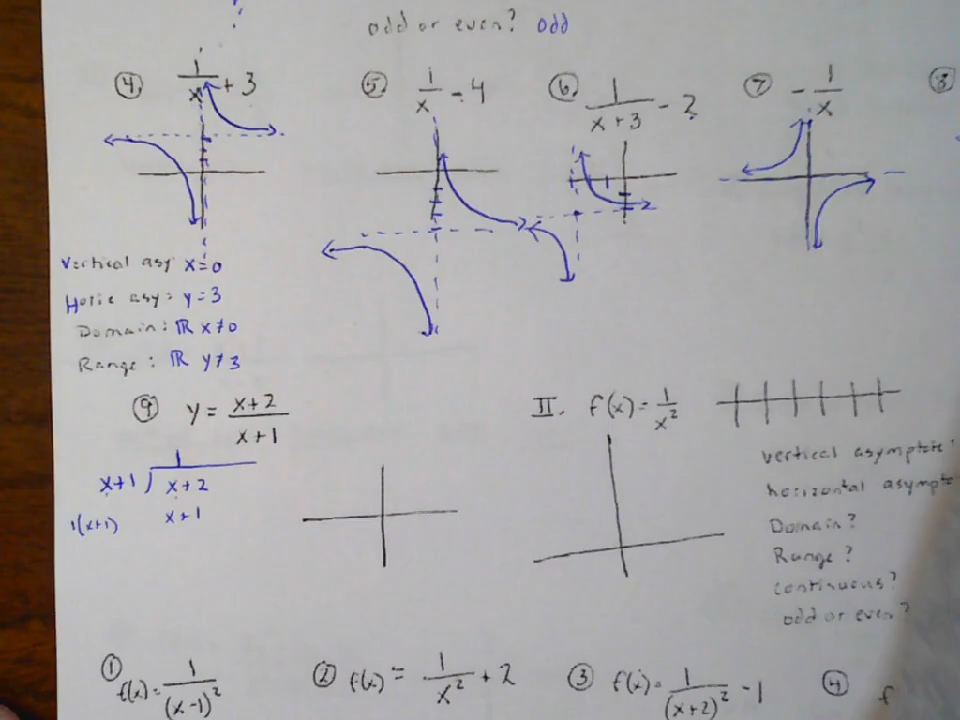 odd or even? odd
④ 1/x + 3
⑤ 1/x - 4
⑥ 1/(x+3) - 2
⑦ -1/x
⑧
Vertical asy x=0
Horiz asy: y=3
Domain: ℝ x≠0
Range: ℝ y≠3
⑨ y = (x+2)/(x+1)
1
x+1 ) x+2
1(x+1) x+1
II. f(x) = 1/x²
vertical asymptote?
horizontal asympto
Domain?
Range?
continuous?
odd or even?
① f(x) = 1/(x-1)²
② f(x) = 1/x² + 2
③ f(x) = 1/(x+2)² - 1
④ f